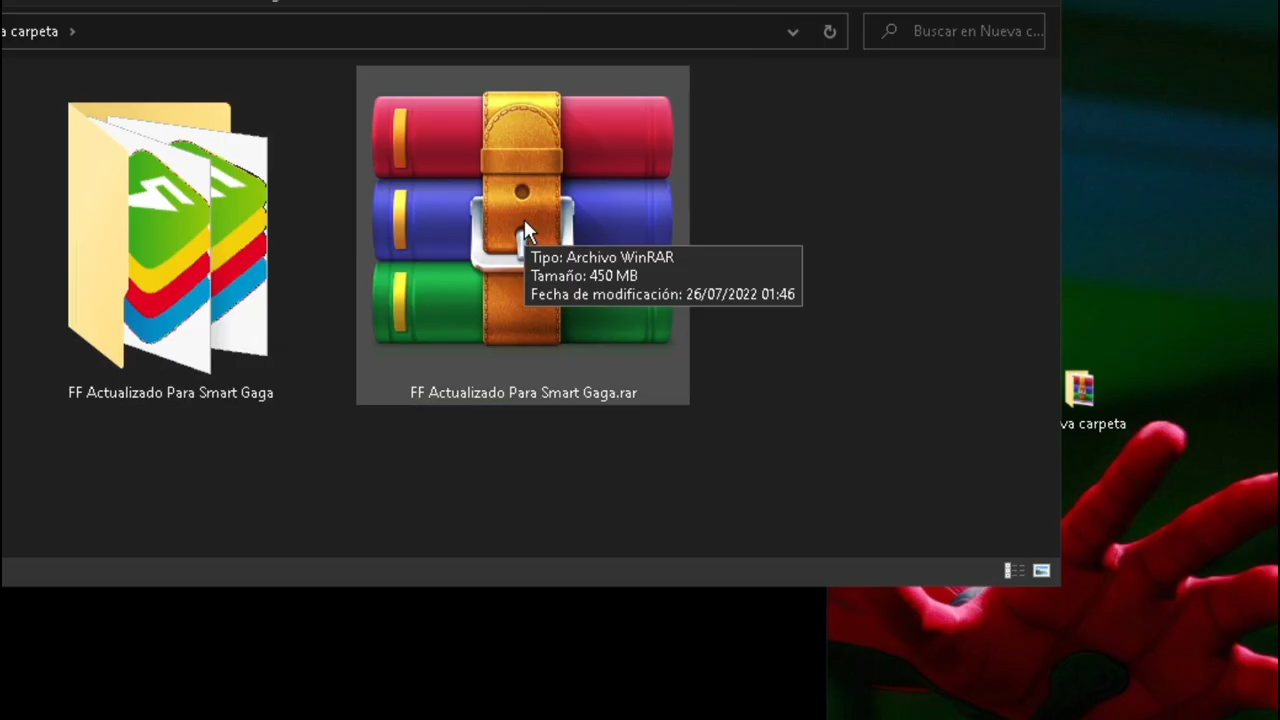 a carpeta
Buscar en Nueva c...
Tipo: Archivo WinRAR
Tamaño: 450 MB
Fecha de modificación: 26/07/2022 01:46
FF Actualizado Para Smart Gaga
FF Actualizado Para Smart Gaga.rar
va carpeta